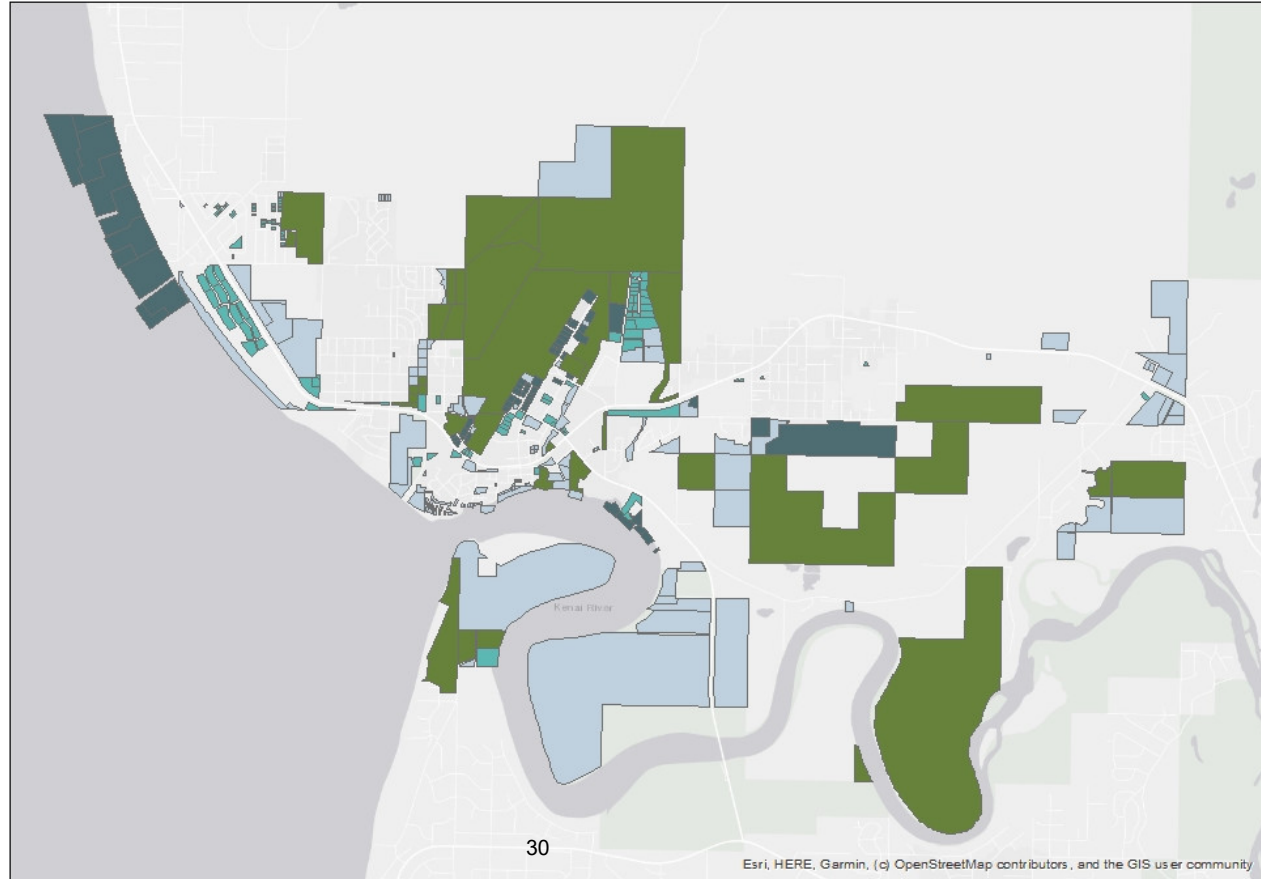 Kenai River
30
Esri, HERE, Garmin, (c) OpenStreetMap contributors, and the GIS user community